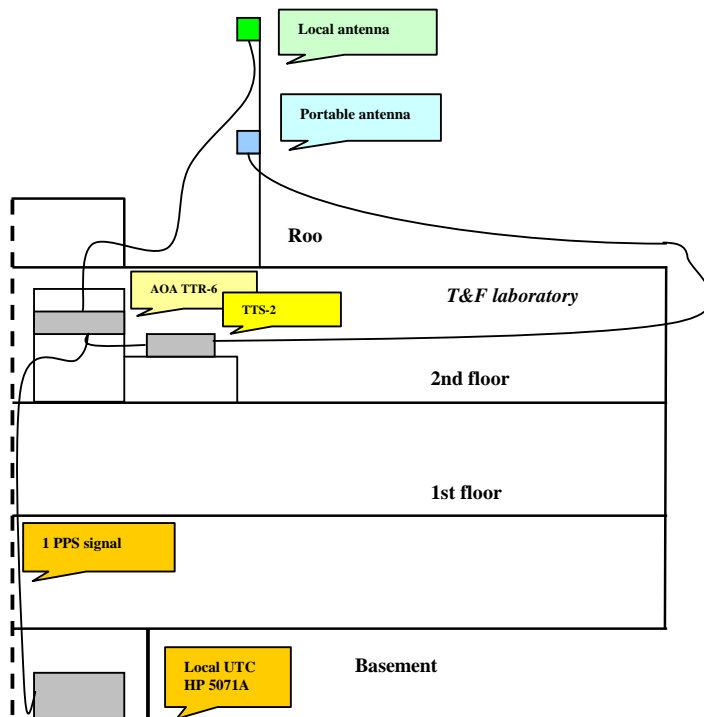 Local antenna
Portable antenna
Roo
AOA TTR-6
TTS-2
T&F laboratory
2nd floor
1st floor
1 PPS signal
Local UTC
HP 5071A
Basement